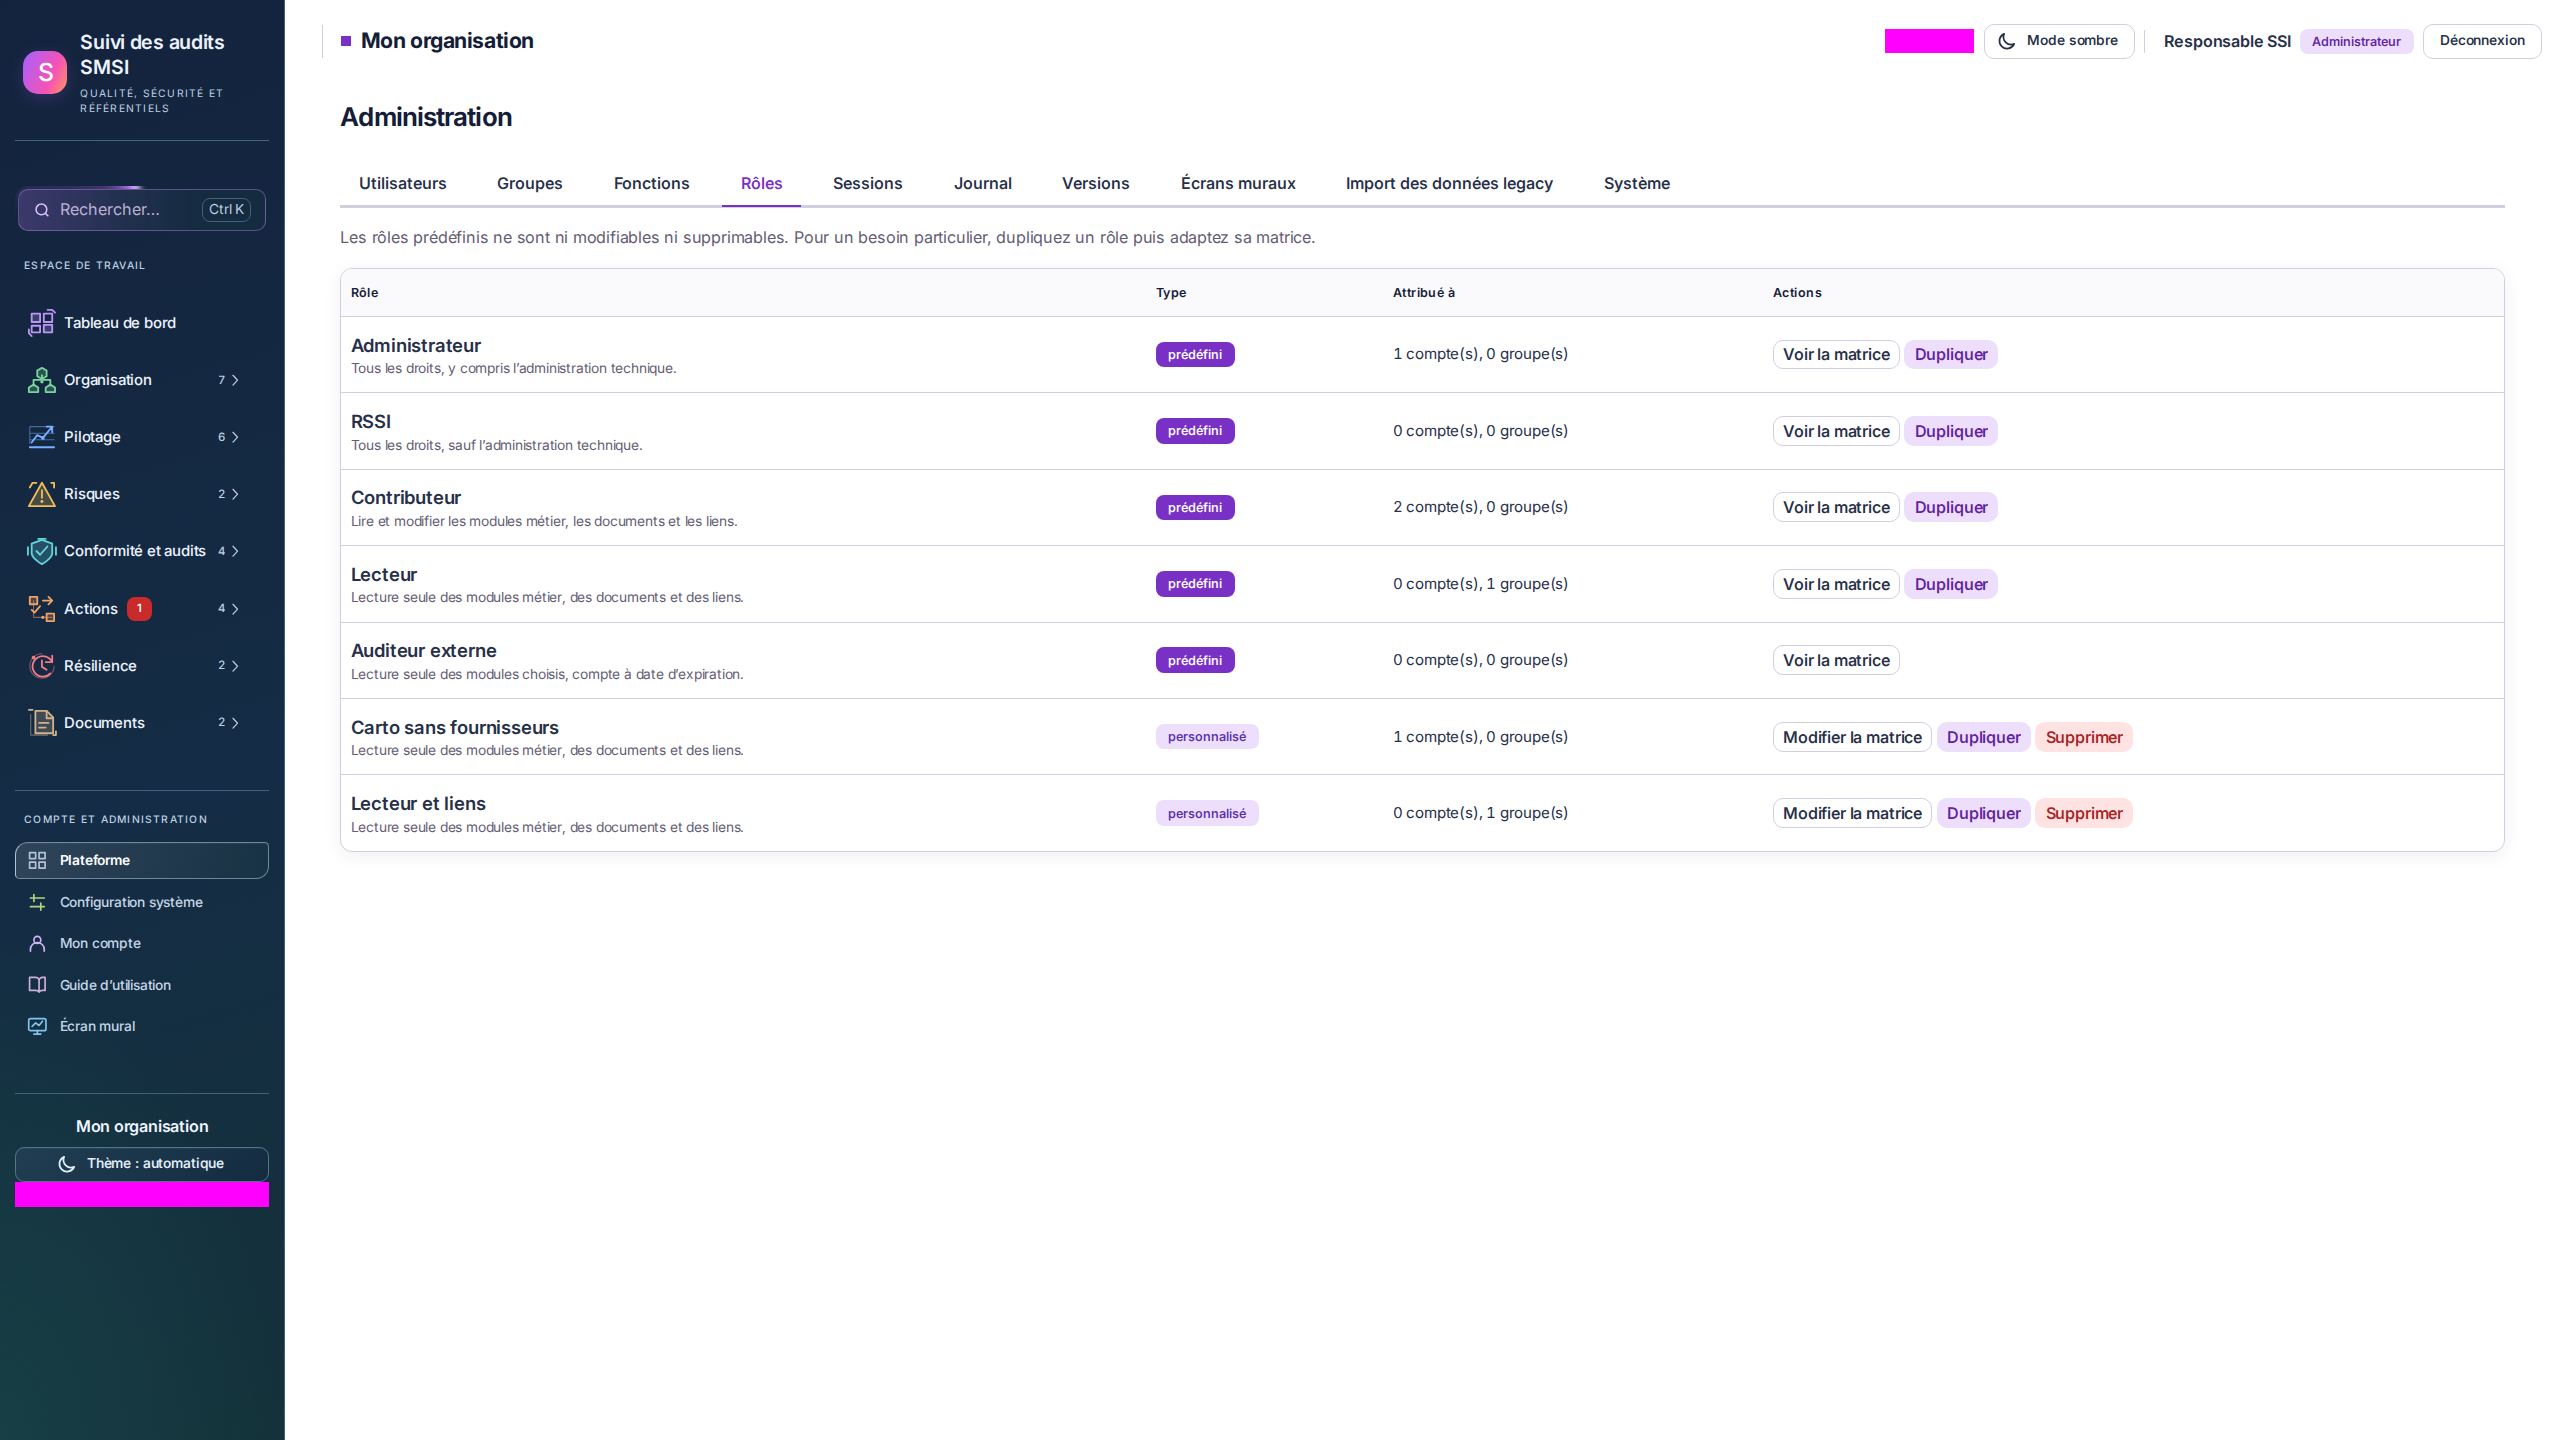 S
Suivi des audits
SMSI
QUALITÉ, SÉCURITÉ ET
RÉFÉRENTIELS
Rechercher...
Ctrl K
ESPACE DE TRAVAIL
Tableau de bord
Organisation 7
Pilotage 6
Risques 2
Conformité et audits 4
Actions 1 4
Résilience 2
Documents 2
COMPTE ET ADMINISTRATION
Plateforme
Configuration système
Mon compte
Guide d’utilisation
Écran mural
Mon organisation
Thème : automatique
Mon organisation
Mode sombre
Responsable SSI
Administrateur
Déconnexion
Administration
Utilisateurs Groupes Fonctions Rôles Sessions Journal Versions Écrans muraux Import des données legacy Système
Les rôles prédéfinis ne sont ni modifiables ni supprimables. Pour un besoin particulier, dupliquez un rôle puis adaptez sa matrice.
Rôle Type Attribué à Actions
Administrateur
Tous les droits, y compris l’administration technique.
prédéfini 1 compte(s), 0 groupe(s) Voir la matrice Dupliquer
RSSI
Tous les droits, sauf l’administration technique.
prédéfini 0 compte(s), 0 groupe(s) Voir la matrice Dupliquer
Contributeur
Lire et modifier les modules métier, les documents et les liens.
prédéfini 2 compte(s), 0 groupe(s) Voir la matrice Dupliquer
Lecteur
Lecture seule des modules métier, des documents et des liens.
prédéfini 0 compte(s), 1 groupe(s) Voir la matrice Dupliquer
Auditeur externe
Lecture seule des modules choisis, compte à date d’expiration.
prédéfini 0 compte(s), 0 groupe(s) Voir la matrice
Carto sans fournisseurs
Lecture seule des modules métier, des documents et des liens.
personnalisé 1 compte(s), 0 groupe(s) Modifier la matrice Dupliquer Supprimer
Lecteur et liens
Lecture seule des modules métier, des documents et des liens.
personnalisé 0 compte(s), 1 groupe(s) Modifier la matrice Dupliquer Supprimer